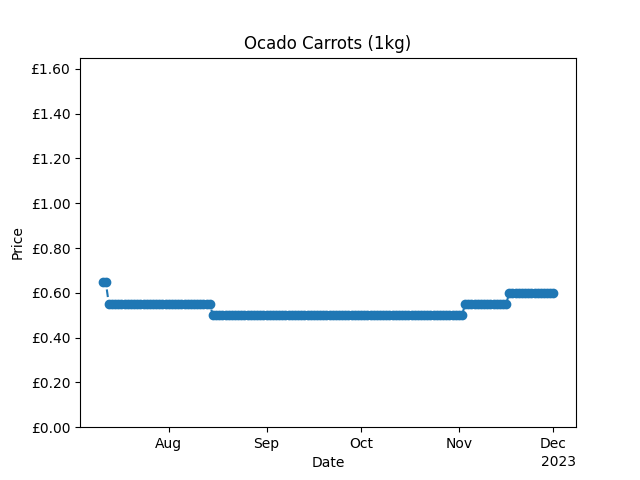 Ocado Carrots (1kg)
£1.60
£1.40
£1.20
£1.00
£0.80
£0.60
£0.40
£0.20
£0.00
Price
Aug Sep Oct Nov Dec
2023
Date